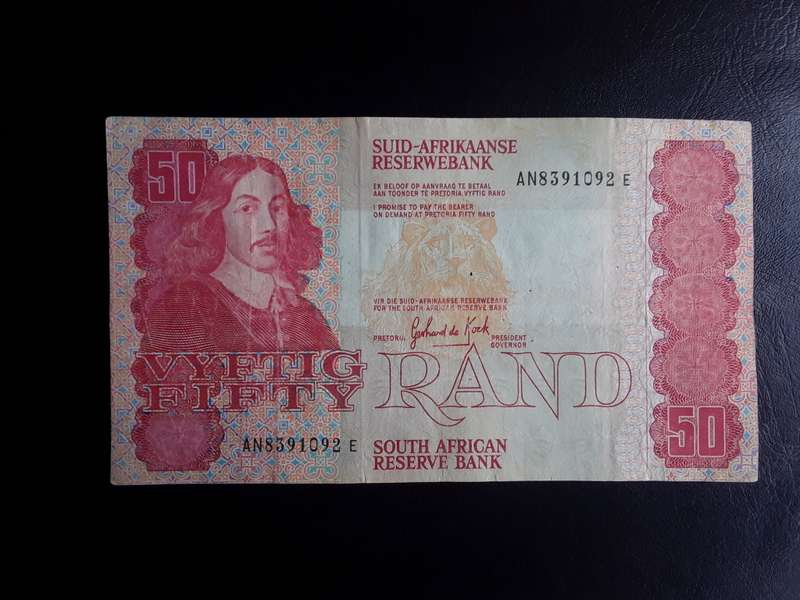 50
SUID-AFRIKAANSE
RESERWEBANK
AN8391092 E
EK BELOOF OP AANVRAAG TE BETAAL
AAN TOONDER TE PRETORIA VYFTIG RAND
I PROMISE TO PAY THE BEARER
ON DEMAND AT PRETORIA FIFTY RAND
VIR DIE SUID-AFRIKAANSE RESERWEBANK
FOR THE SOUTH AFRICAN RESERVE BANK
Gerhard de Kock
PRETORIA
PRESIDENT
GOVERNOR
VYFTIG
FIFTY
RAND
AN8391092 E
SOUTH AFRICAN
RESERVE BANK
50